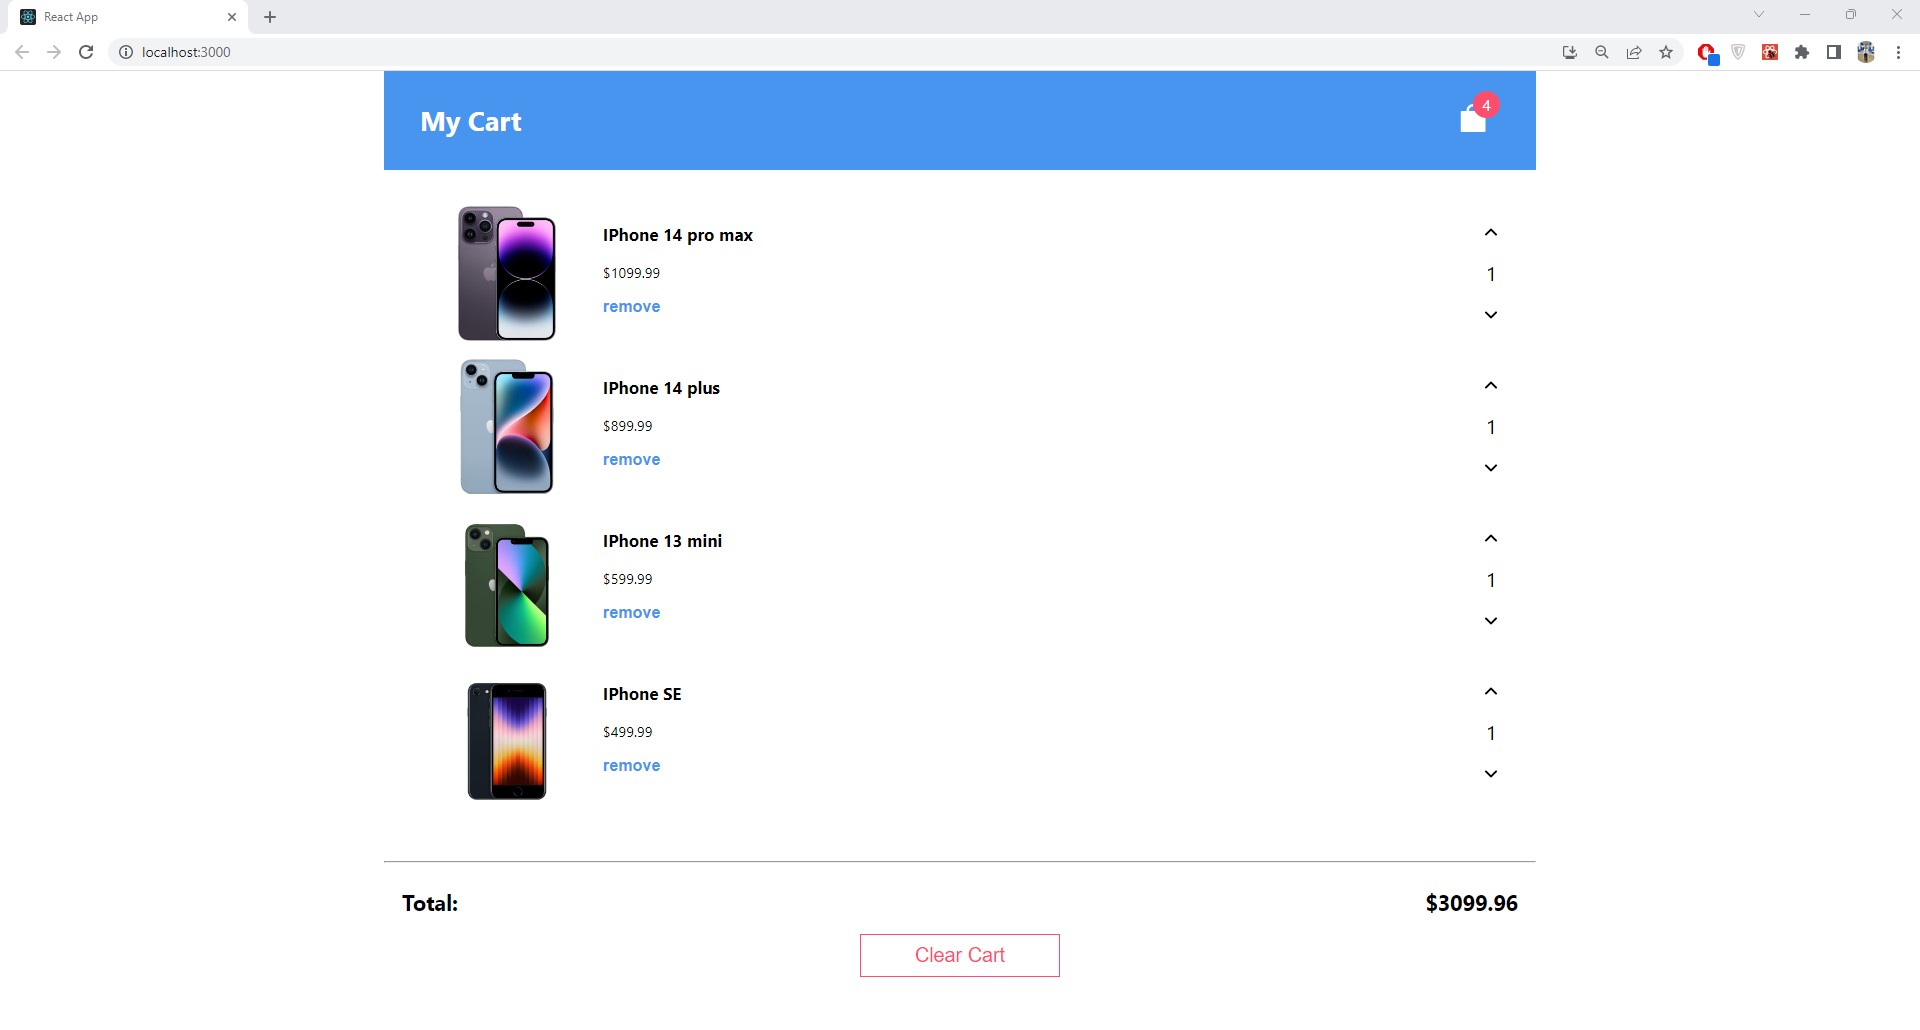 React App
localhost:3000
My Cart
4
IPhone 14 pro max
$1099.99
1
remove
IPhone 14 plus
$899.99
1
remove
IPhone 13 mini
$599.99
1
remove
IPhone SE
$499.99
1
remove
Total:
$3099.96
Clear Cart